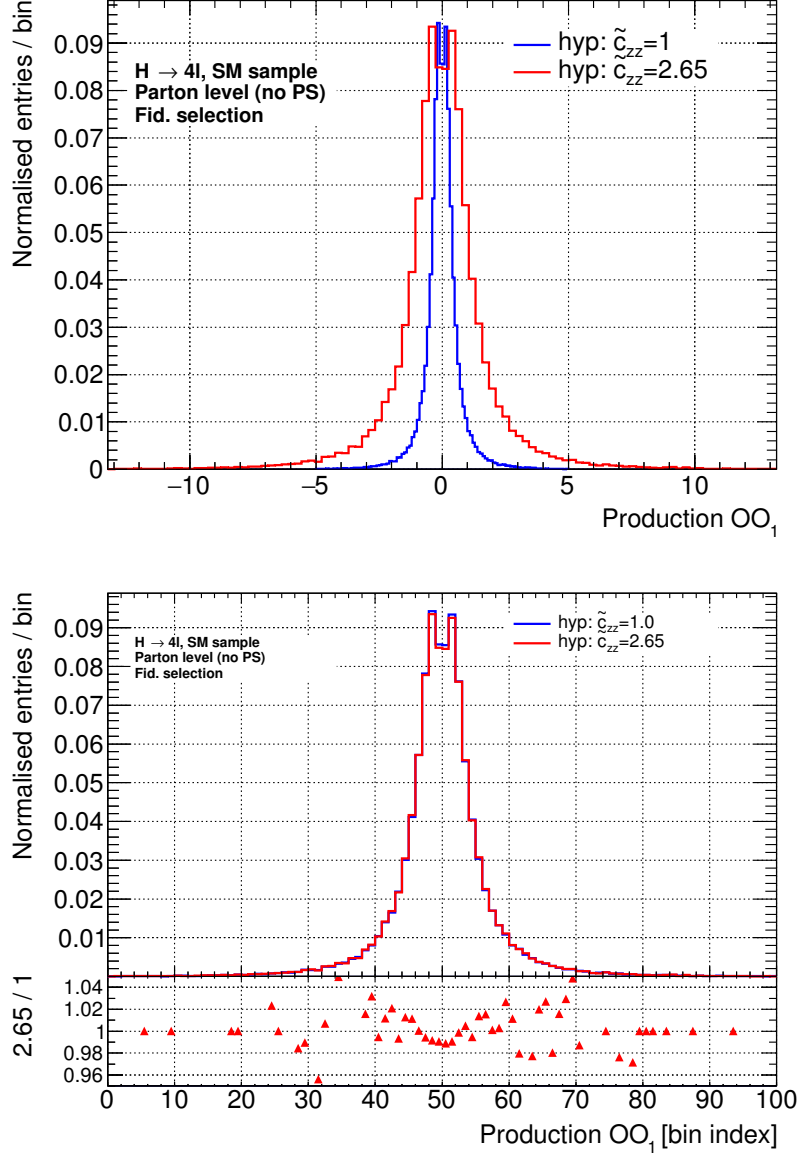 Normalised entries / bin
0.09
0.08
0.07
0.06
0.05
0.04
0.03
0.02
0.01
0
H → 4l, SM sample
Parton level (no PS)
Fid. selection
hyp: c̃zz=1
hyp: c̃zz=2.65
−10 −5 0 5 10
Production OO1
Normalised entries / bin
0.09
0.08
0.07
0.06
0.05
0.04
0.03
0.02
0.01
H → 4l, SM sample
Parton level (no PS)
Fid. selection
hyp: c̃zz=1.0
hyp: c̃zz=2.65
2.65 / 1
1.04
1.02
1
0.98
0.96
0 10 20 30 40 50 60 70 80 90 100
Production OO1 [bin index]